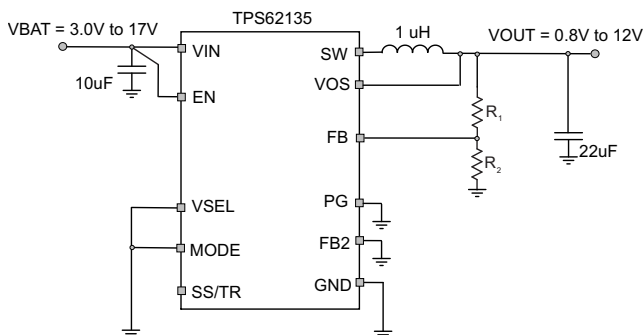 TPS62135
VBAT = 3.0V to 17V
VIN
SW
1 uH
VOUT = 0.8V to 12V
10uF
EN
VOS
R1
FB
R2
22uF
VSEL
PG
MODE
FB2
SS/TR
GND